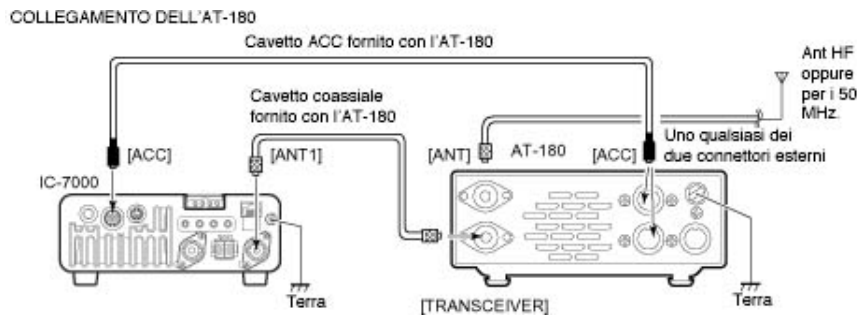 COLLEGAMENTO DELL'AT-180
Cavetto ACC fornito con l'AT-180
Ant HF
oppure
per i 50
MHz.
Cavetto coassiale
fornito con l'AT-180
Uno qualsiasi dei
due connettori esterni
[ACC]
[ANT1]
[ANT]
AT-180
[ACC]
IC-7000
Terra
[TRANSCEIVER]
Terra